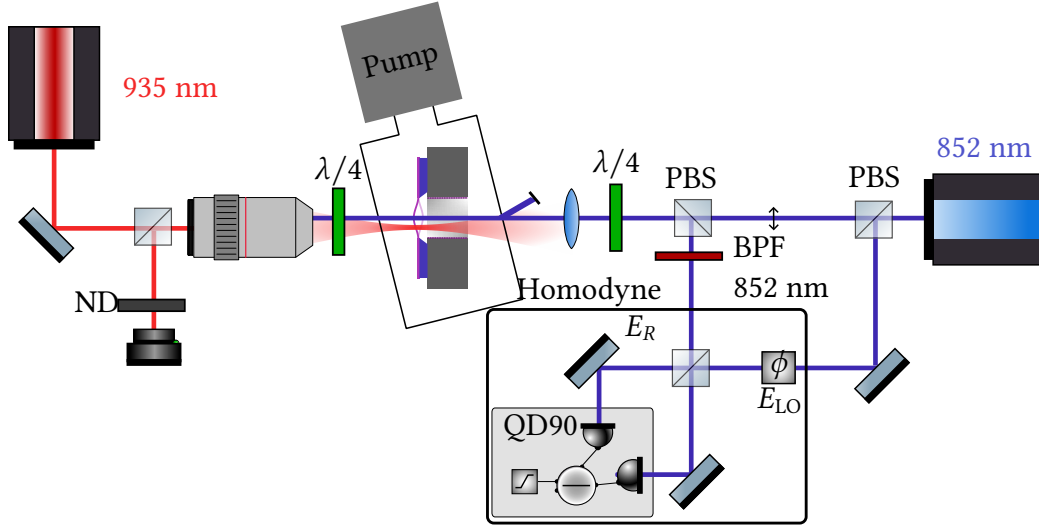 Pump
935 nm
λ/4
λ/4
PBS
PBS
852 nm
BPF
852 nm
ND
Homodyne
E_R
ϕ
E_LO
QD90